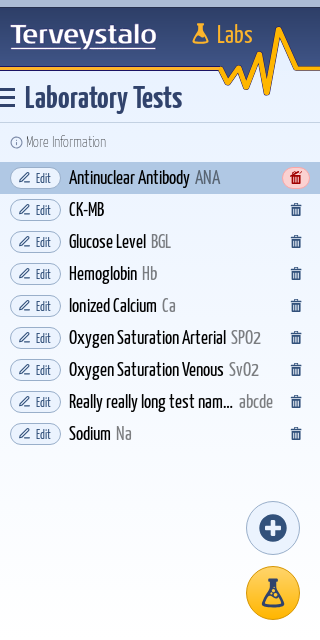 Terveystalo Labs
Laboratory Tests
More Information
Edit Antinuclear Antibody ANA
Edit CK-MB
Edit Glucose Level BGL
Edit Hemoglobin Hb
Edit Ionized Calcium Ca
Edit Oxygen Saturation Arterial SPO2
Edit Oxygen Saturation Venous SvO2
Edit Really really long test nam... abcde
Edit Sodium Na